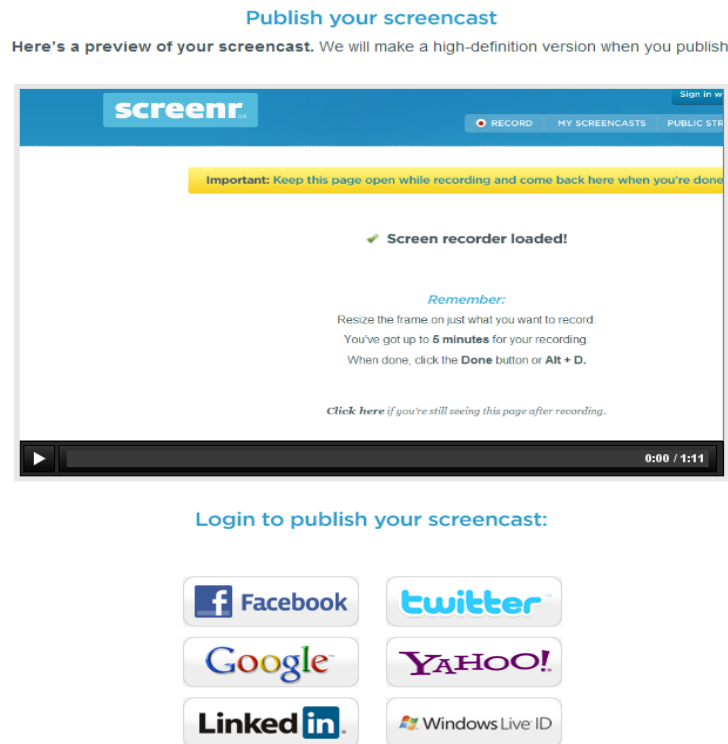 Publish your screencast
Here's a preview of your screencast. We will make a high-definition version when you publish
screenr
Sign in w
RECORD MY SCREENCASTS PUBLIC STR
Important: Keep this page open while recording and come back here when you're done
Screen recorder loaded!
Remember:
Resize the frame on just what you want to record.
You've got up to 5 minutes for your recording.
When done, click the Done button or Alt + D.
Click here if you're still seeing this page after recording.
0:00 / 1:11
Login to publish your screencast:
f Facebook twitter
Google YAHOO!
Linked in Windows Live ID